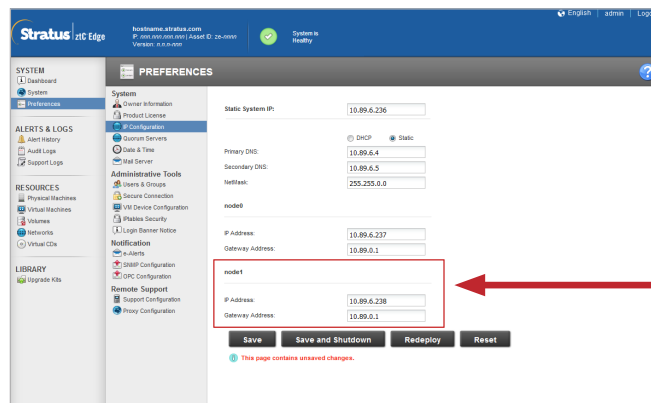 English | admin | Logo
Stratus ztC Edge
hostname.stratus.com
IP: nnn.nnn.nnn.nnn | Asset ID: ze-nnnn
Version: n.n.n-nnn
System is
Healthy
SYSTEM
Dashboard
System
Preferences
ALERTS & LOGS
Alert History
Audit Logs
Support Logs
RESOURCES
Physical Machines
Virtual Machines
Volumes
Networks
Virtual CDs
LIBRARY
Upgrade Kits
PREFERENCES
?
System
Owner Information
Product License
IP Configuration
Quorum Servers
Date & Time
Mail Server
Administrative Tools
Users & Groups
Secure Connection
VM Device Configuration
IPtables Security
Login Banner Notice
Notification
e-Alerts
SNMP Configuration
OPC Configuration
Remote Support
Support Configuration
Proxy Configuration
Static System IP: 10.89.6.236
DHCP Static
Primary DNS: 10.89.6.4
Secondary DNS: 10.89.6.5
NetMask: 255.255.0.0
node0
IP Address: 10.89.6.237
Gateway Address: 10.89.0.1
node1
IP Address: 10.89.6.238
Gateway Address: 10.89.0.1
Save Save and Shutdown Redeploy Reset
This page contains unsaved changes.